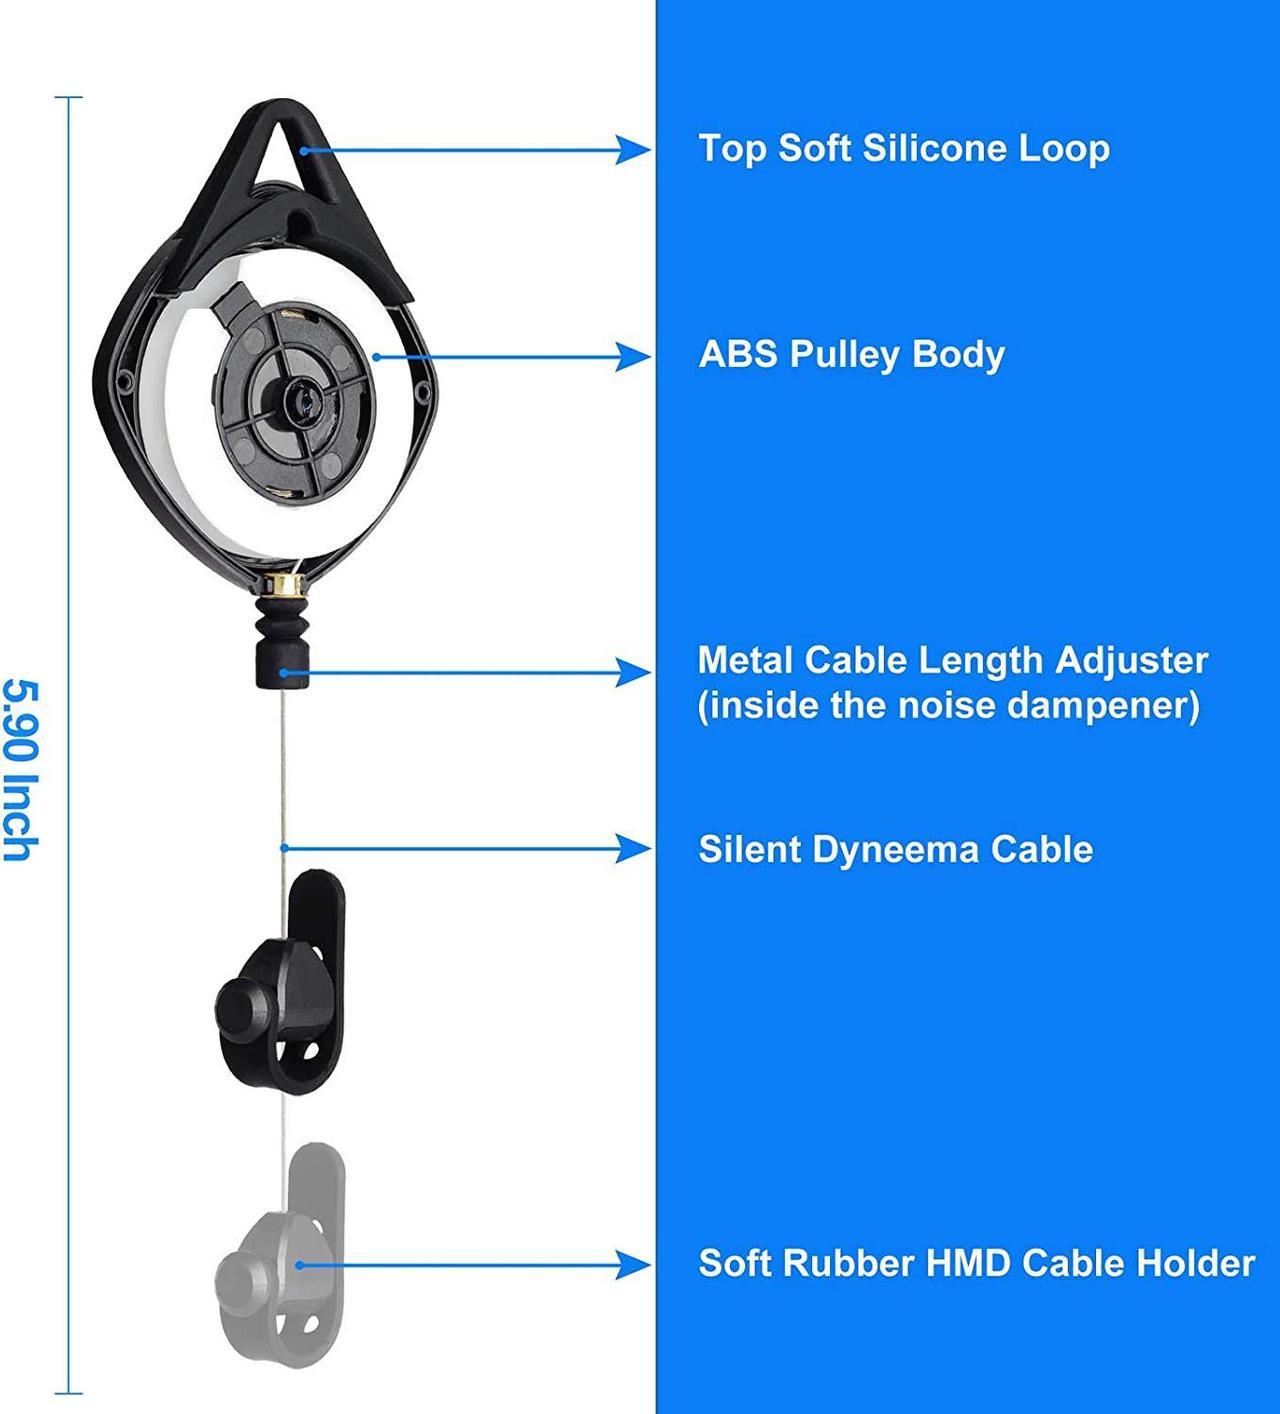 Top Soft Silicone Loop
ABS Pulley Body
Metal Cable Length Adjuster
(inside the noise dampener)
Silent Dyneema Cable
Soft Rubber HMD Cable Holder
5.90 Inch